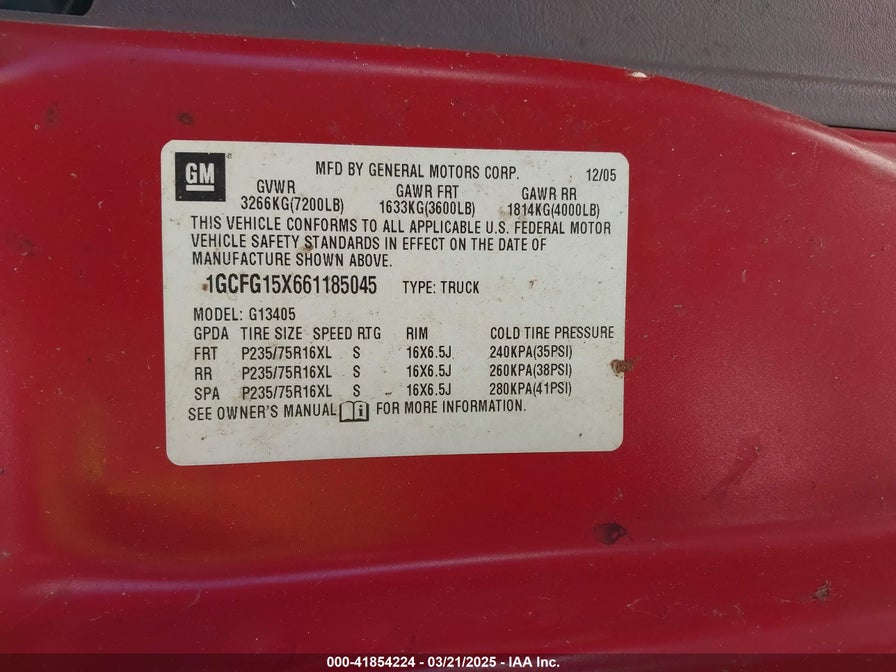 GM
MFD BY GENERAL MOTORS CORP. 12/05
GVWR GAWR FRT GAWR RR
3266KG(7200LB) 1633KG(3600LB) 1814KG(4000LB)
THIS VEHICLE CONFORMS TO ALL APPLICABLE U.S. FEDERAL MOTOR
VEHICLE SAFETY STANDARDS IN EFFECT ON THE DATE OF
MANUFACTURE SHOWN ABOVE.
1GCFG15X661185045 TYPE: TRUCK
MODEL: G13405
GPDA TIRE SIZE SPEED RTG RIM COLD TIRE PRESSURE
FRT P235/75R16XL S 16X6.5J 240KPA(35PSI)
RR P235/75R16XL S 16X6.5J 260KPA(38PSI)
SPA P235/75R16XL S 16X6.5J 280KPA(41PSI)
SEE OWNER'S MANUAL FOR MORE INFORMATION.
000-41854224 - 03/21/2025 - IAA Inc.